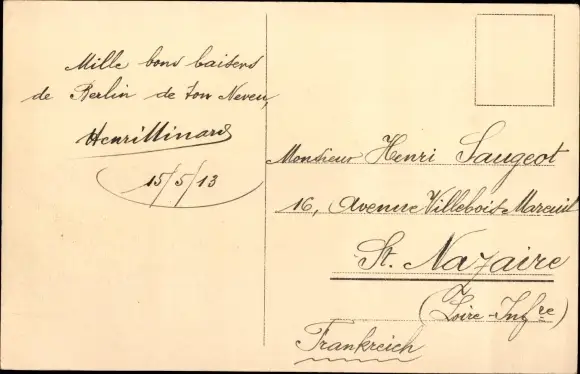 Mille bons baisers
de Berlin de ton Neveu,
Henri Minard
15/5/13
Monsieur Henri Saugeot
16, Avenue Villebois-Mareuil
St. Nazaire
(Loire-Infre)
Frankreich